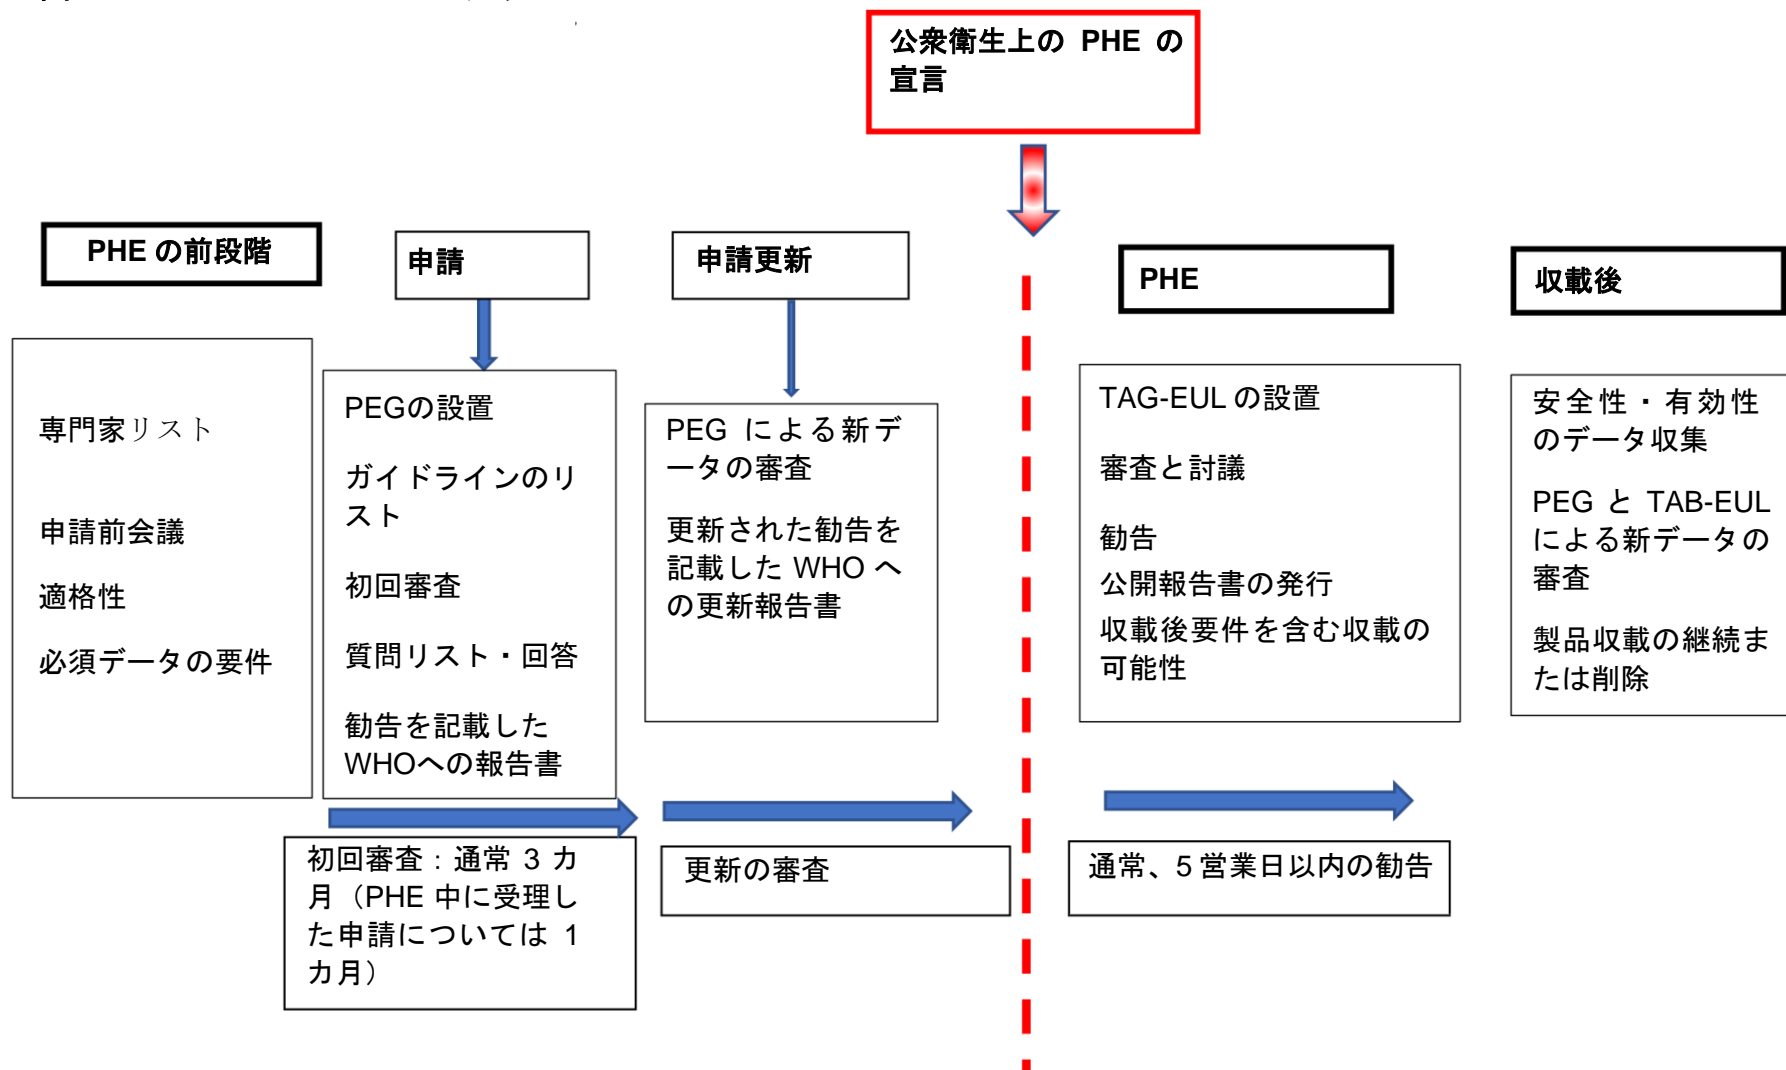 公衆衛生上の PHE の
宣言
PHE の前段階
申請
申請更新
PHE
収載後
専門家リスト
申請前会議
適格性
必須データの要件
PEGの設置
ガイドラインのリ
スト
初回審査
質問リスト・回答
勧告を記載した
WHOへの報告書
PEG による新デ
ータの審査
更新された勧告を
記載した WHO へ
の更新報告書
TAG-EUL の設置
審査と討議
勧告
公開報告書の発行
収載後要件を含む収載の
可能性
安全性・有効性
のデータ収集
PEG と TAB-EUL
による新データの
審査
製品収載の継続ま
たは削除
初回審査：通常 3 カ
月（PHE 中に受理し
た申請については 1
カ月）
更新の審査
通常、5 営業日以内の勧告